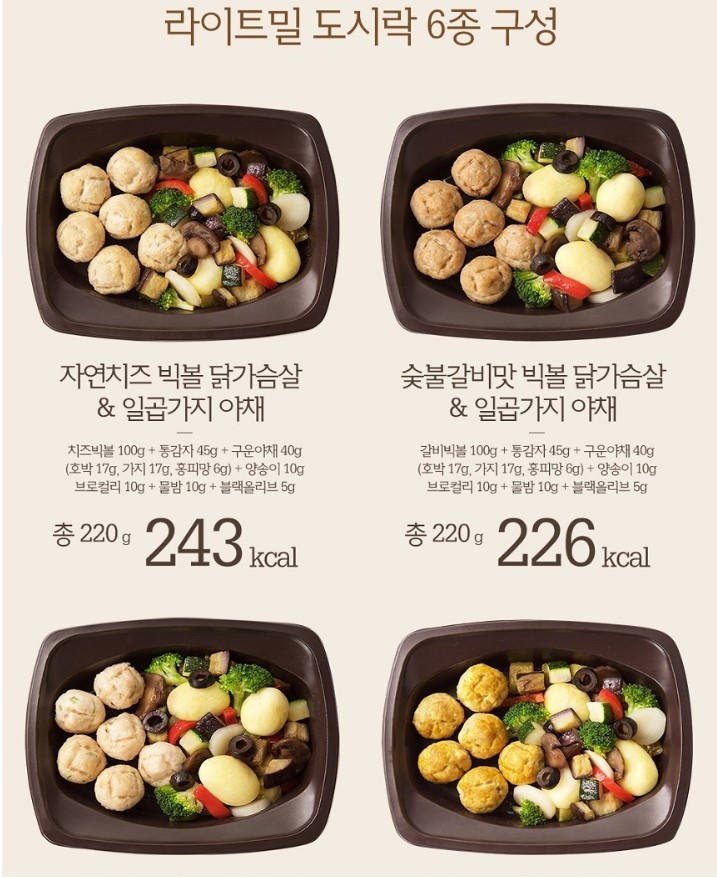 라이트밀 도시락 6종 구성
자연치즈 빅볼 닭가슴살
& 일곱가지 야채
치즈빅볼 100g + 통감자 45g + 구운야채 40g
(호박 17g, 가지 17g, 홍피망 6g) + 양송이 10g
브로컬리 10g + 물밤 10g + 블랙올리브 5g
총 220 g 243 kcal
숯불갈비맛 빅볼 닭가슴살
& 일곱가지 야채
갈비빅볼 100g + 통감자 45g + 구운야채 40g
(호박 17g, 가지 17g, 홍피망 6g) + 양송이 10g
브로컬리 10g + 물밤 10g + 블랙올리브 5g
총 220 g 226 kcal